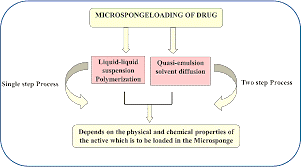 MICROSPONGELOADING OF DRUG
Liquid-liquid
suspension
Polymerization
Quasi-emulsion
solvent diffusion
Single step Process
Two step Process
Depends on the physical and chemical properties of
the active which is to be loaded in the Microsponge